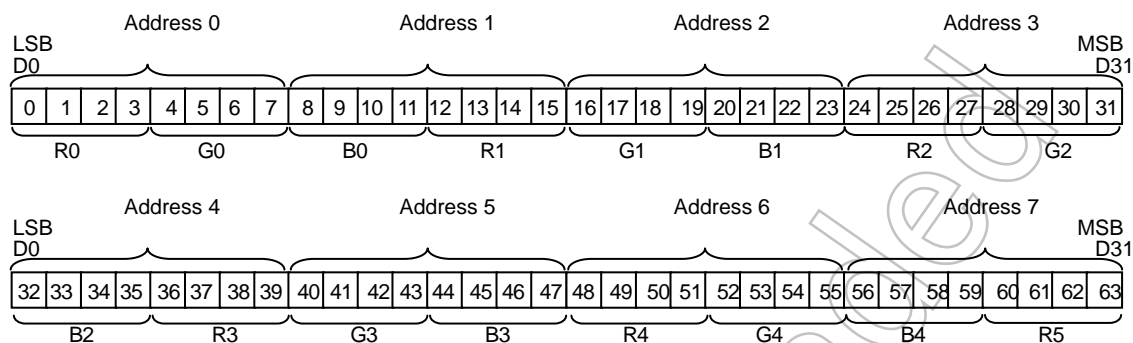 Address 0 Address 1 Address 2 Address 3
LSB MSB
D0 D31
0 1 2 3 4 5 6 7 8 9 10 11 12 13 14 15 16 17 18 19 20 21 22 23 24 25 26 27 28 29 30 31
R0 G0 B0 R1 G1 B1 R2 G2
Address 4 Address 5 Address 6 Address 7
LSB MSB
D0 D31
32 33 34 35 36 37 38 39 40 41 42 43 44 45 46 47 48 49 50 51 52 53 54 55 56 57 58 59 60 61 62 63
B2 R3 G3 B3 R4 G4 B4 R5